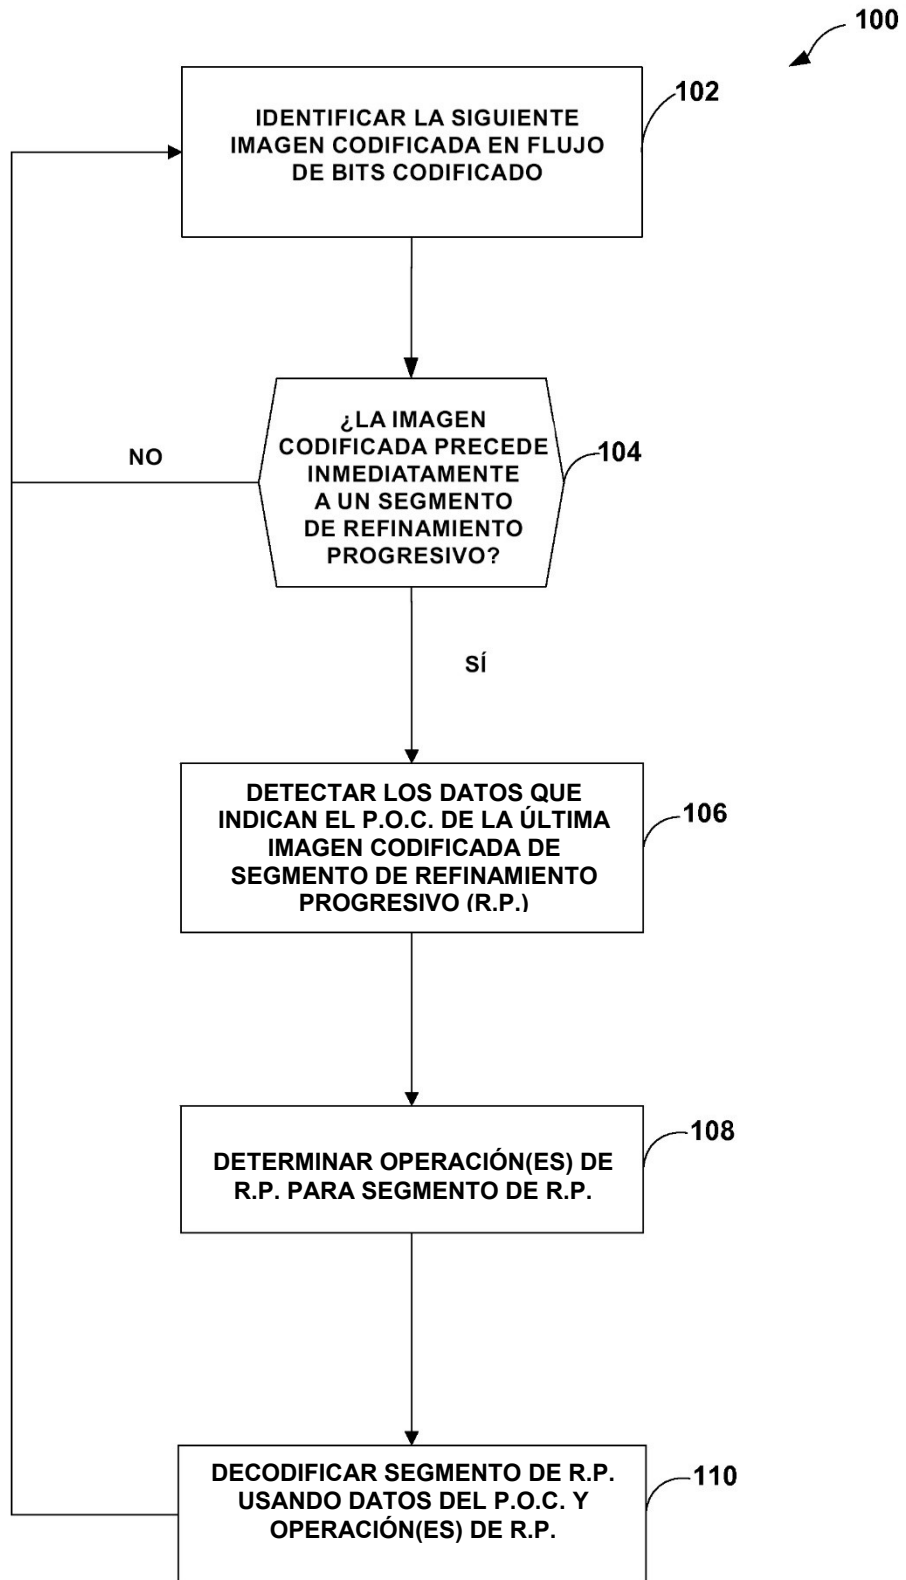 100
102
IDENTIFICAR LA SIGUIENTE
IMAGEN CODIFICADA EN FLUJO
DE BITS CODIFICADO
¿LA IMAGEN
CODIFICADA PRECEDE
INMEDIATAMENTE
A UN SEGMENTO
DE REFINAMIENTO
PROGRESIVO?
104
NO
SÍ
DETECTAR LOS DATOS QUE
INDICAN EL P.O.C. DE LA ÚLTIMA
IMAGEN CODIFICADA DE
SEGMENTO DE REFINAMIENTO
PROGRESIVO (R.P.)
106
108
DETERMINAR OPERACIÓN(ES) DE
R.P. PARA SEGMENTO DE R.P.
DECODIFICAR SEGMENTO DE R.P.
USANDO DATOS DEL P.O.C. Y
OPERACIÓN(ES) DE R.P.
110